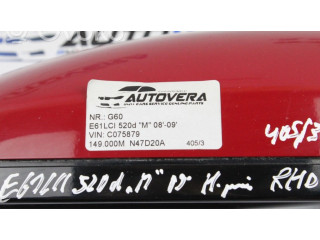 AUTOVERA
NR.: G60
E61LCI 520d "M" 08'-09'
VIN: C075879
149.000M N47D20A 405/3
405/3
E61LCI 520d "M" 08' RHD